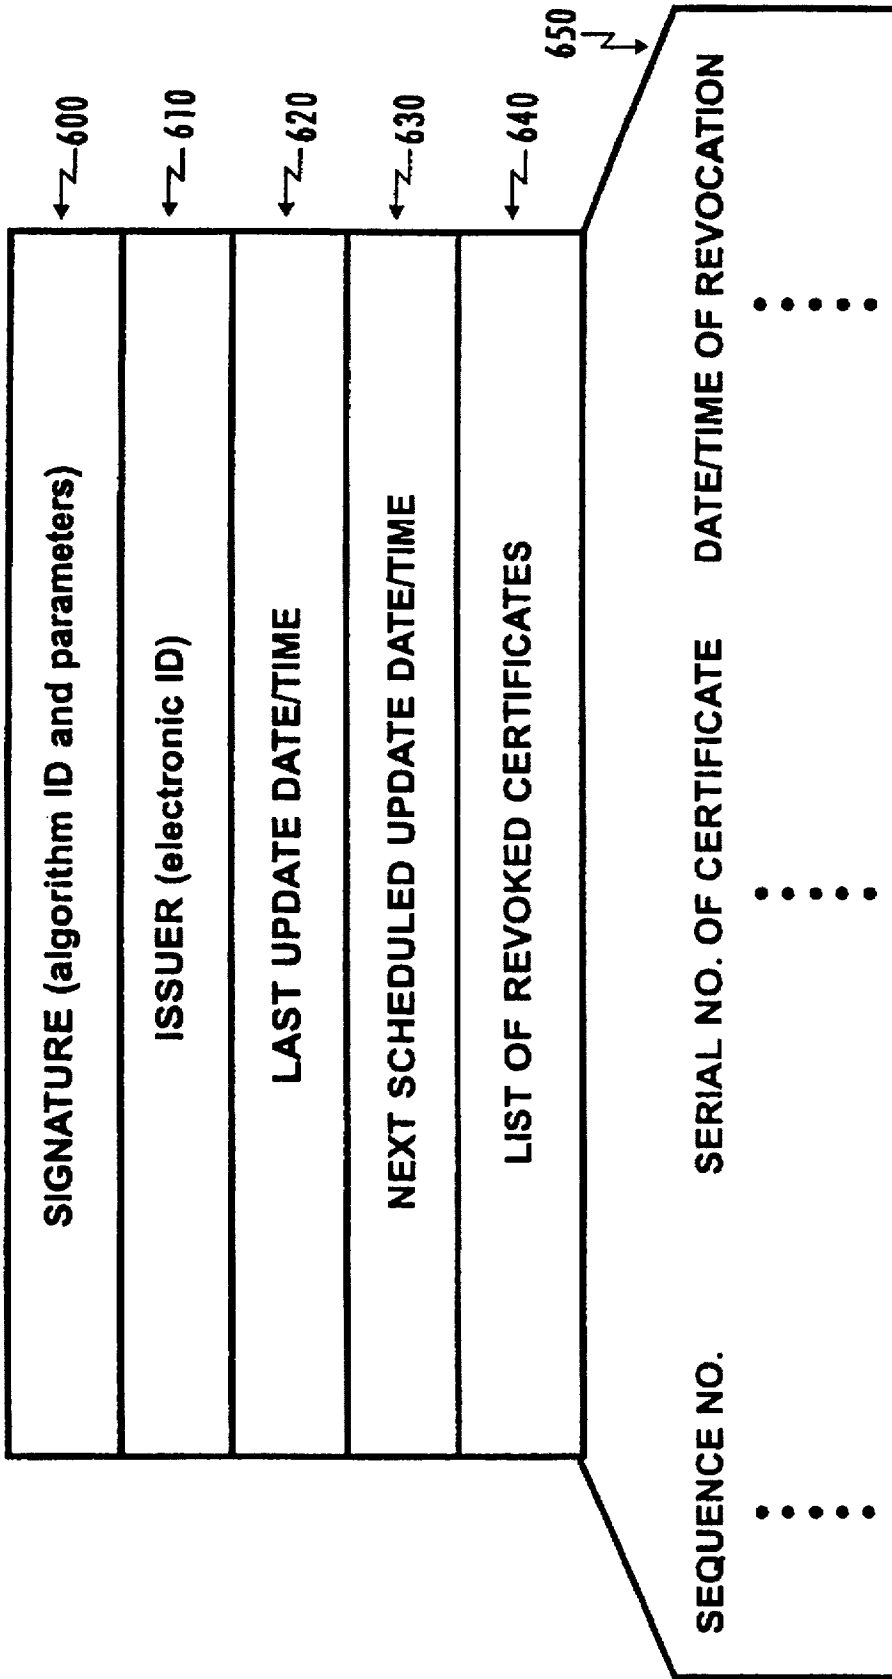 SIGNATURE (algorithm ID and parameters) 600
ISSUER (electronic ID) 610
LAST UPDATE DATE/TIME 620
NEXT SCHEDULED UPDATE DATE/TIME 630
LIST OF REVOKED CERTIFICATES 640
650
SEQUENCE NO. SERIAL NO. OF CERTIFICATE DATE/TIME OF REVOCATION